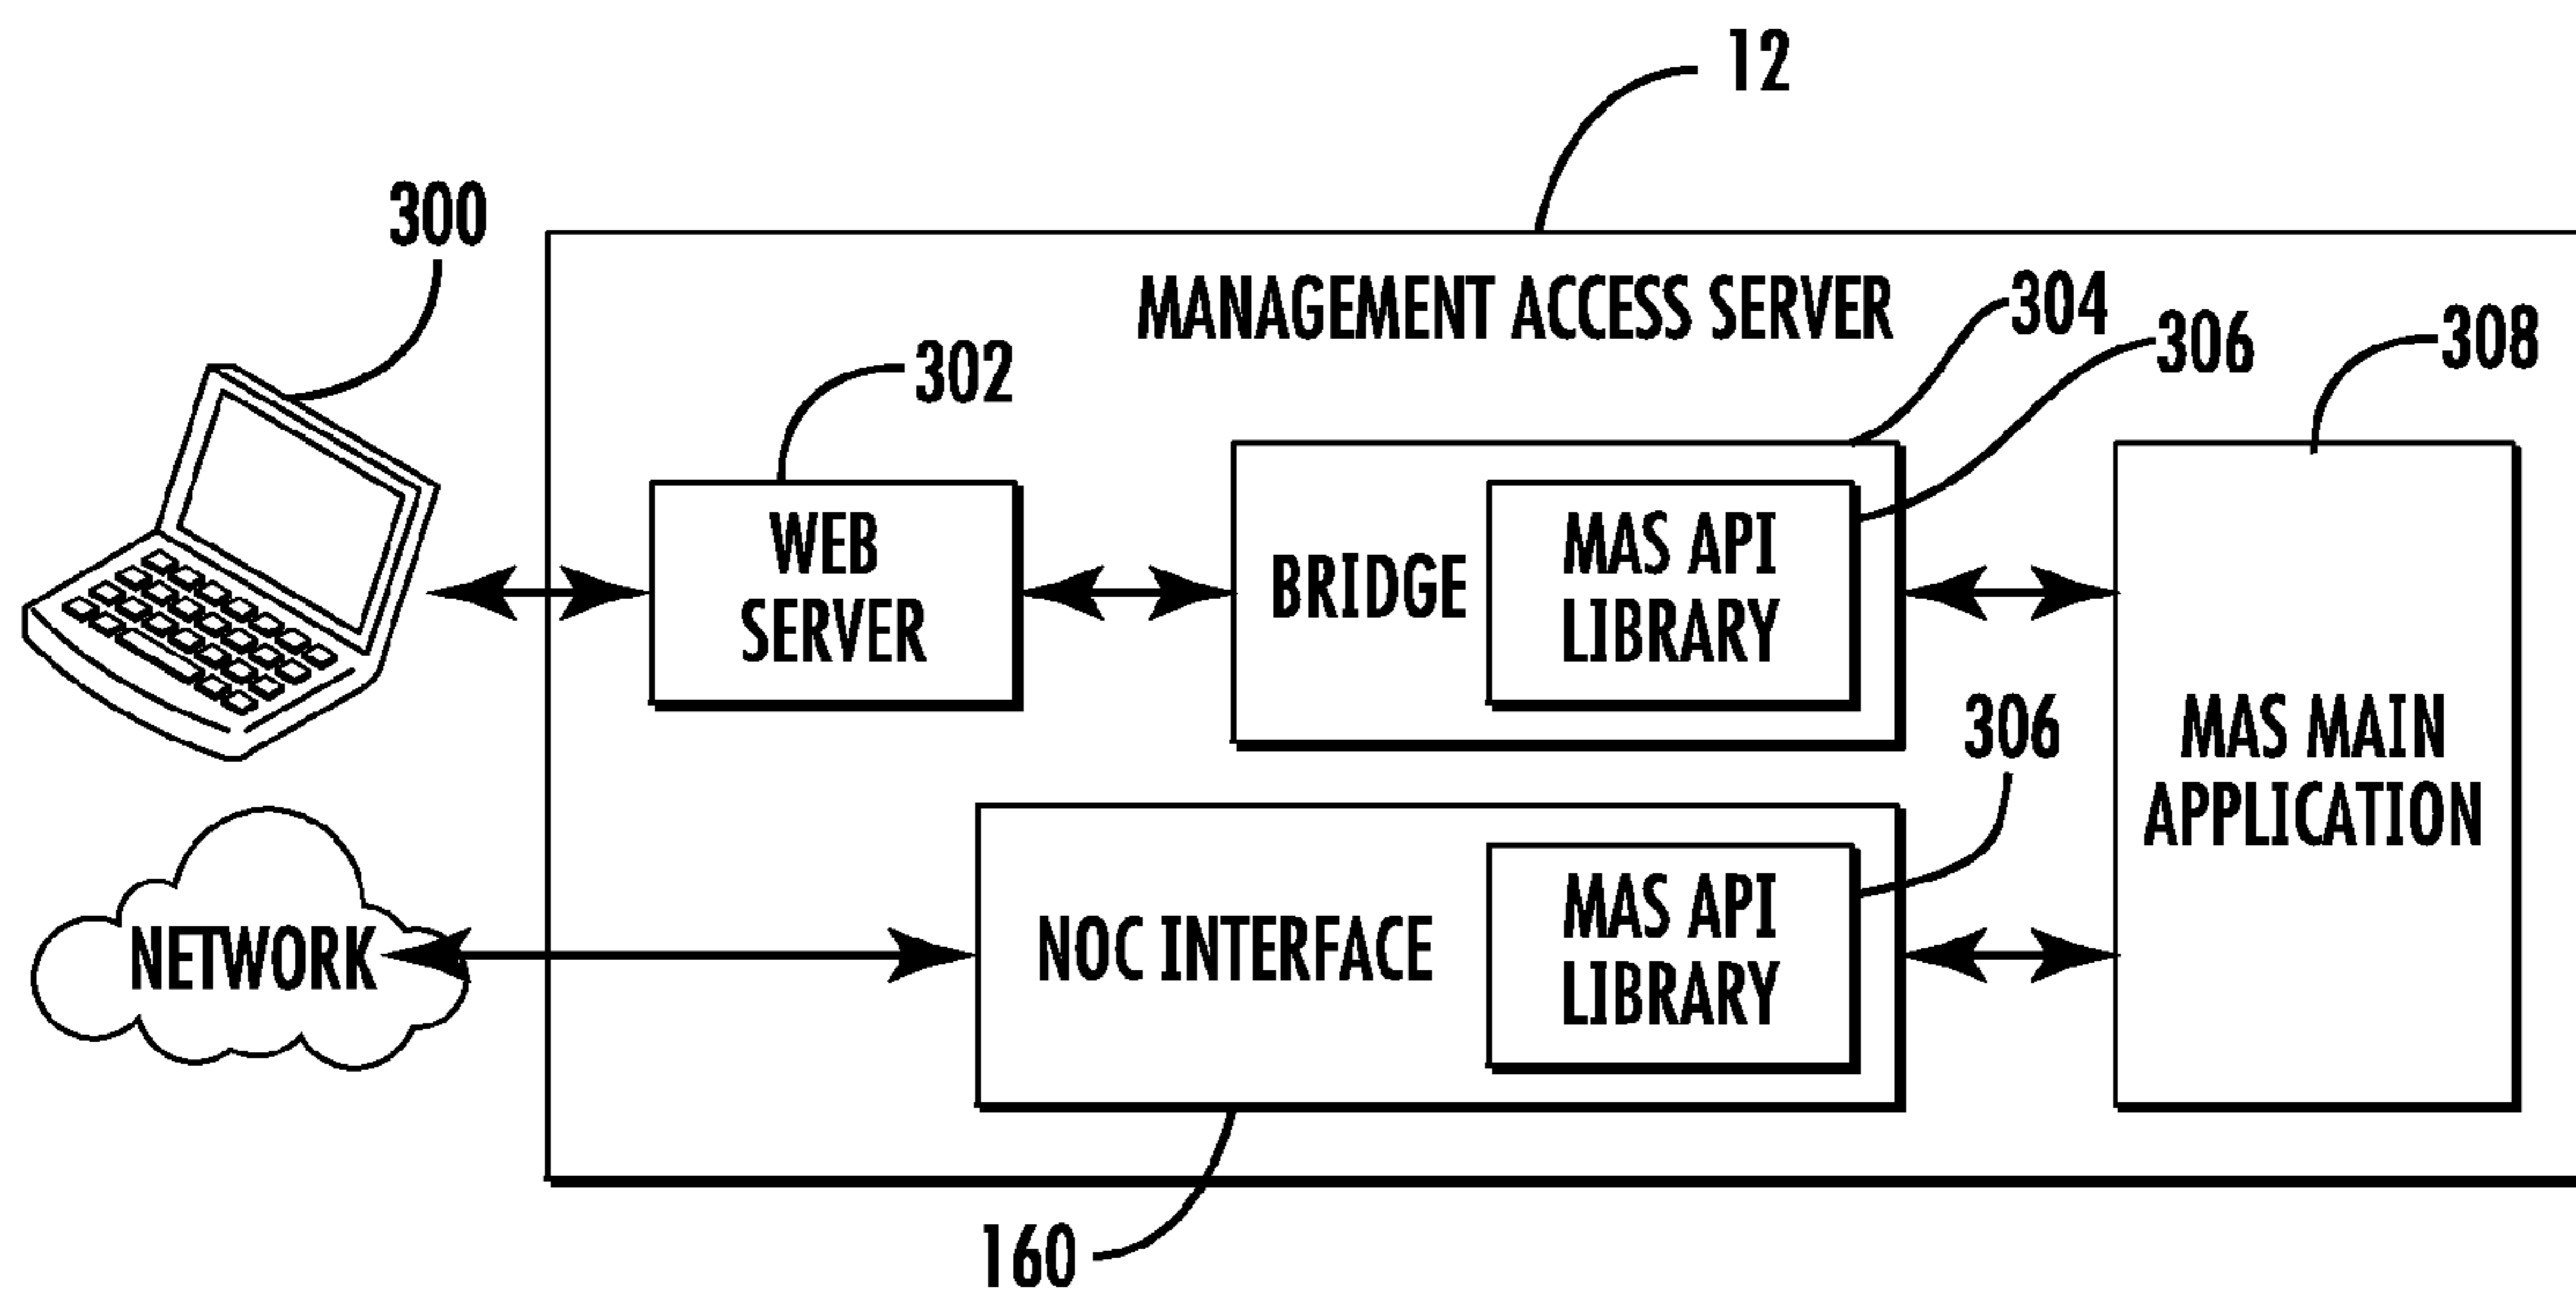 12
300
MANAGEMENT ACCESS SERVER
304
306
308
302
WEB
SERVER
BRIDGE
MAS API
LIBRARY
306
MAS MAIN
APPLICATION
NETWORK
NOC INTERFACE
MAS API
LIBRARY
160